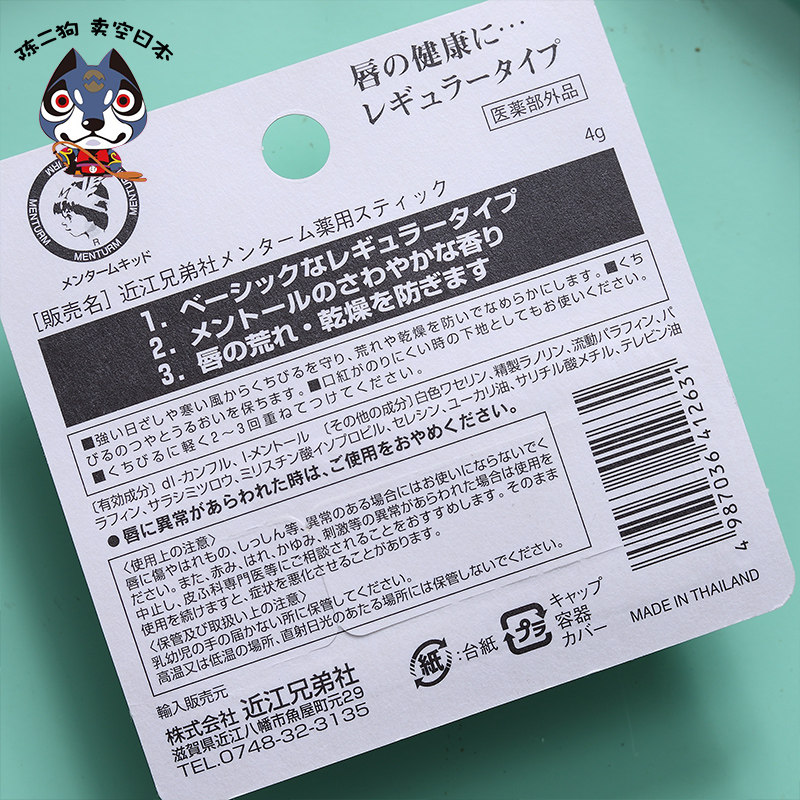 陈二狗 卖空日本
唇の健康に…
レギュラータイプ
医薬部外品
4g
MENTURM
MENTURM
MENTURM
R
メンタームキッド
[販売名] 近江兄弟社メンターム薬用スティック
1. ベーシックなレギュラータイプ
2. メントールのさわやかな香り
3. 唇の荒れ・乾燥を防ぎます
■強い日ざしや寒い風からくちびるを守り、荒れや乾燥を防いでなめらかにします。■くち
びるのつやとうるおいを保ちます。■口紅がのりにくい時の下地としてもお使いください。
■くちびるに軽く2〜3回重ねてつけてください。
〔有効成分〕dl-カンフル、l-メントール 〔その他の成分〕白色ワセリン、精製ラノリン、流動パラフィン、パ
ラフィン、サラシミツロウ、ミリスチン酸イソプロピル、セレシン、ユーカリ油、サリチル酸メチル、テレビン油
●唇に異常があらわれた時は、ご使用をおやめください。
〈使用上の注意〉
唇に傷やはれもの、しっしん等、異常のある場合にはお使いにならないでく
ださい。また、赤み、はれ、かゆみ、刺激等の異常があらわれた場合は使用を
中止し、皮ふ科専門医等にご相談されることをおすすめします。そのまま
使用を続けますと、症状を悪化させることがあります。
〈保管及び取扱い上の注意〉
乳幼児の手の届かない所に保管してください。
高温又は低温の場所、直射日光のあたる場所には保管しないでください。
4 987036 412631
MADE IN THAILAND
紙
:台紙
プラ
キャップ
容器
カバー
輸入販売元
株式会社 近江兄弟社
滋賀県近江八幡市魚屋町元29
TEL.0748-32-3135